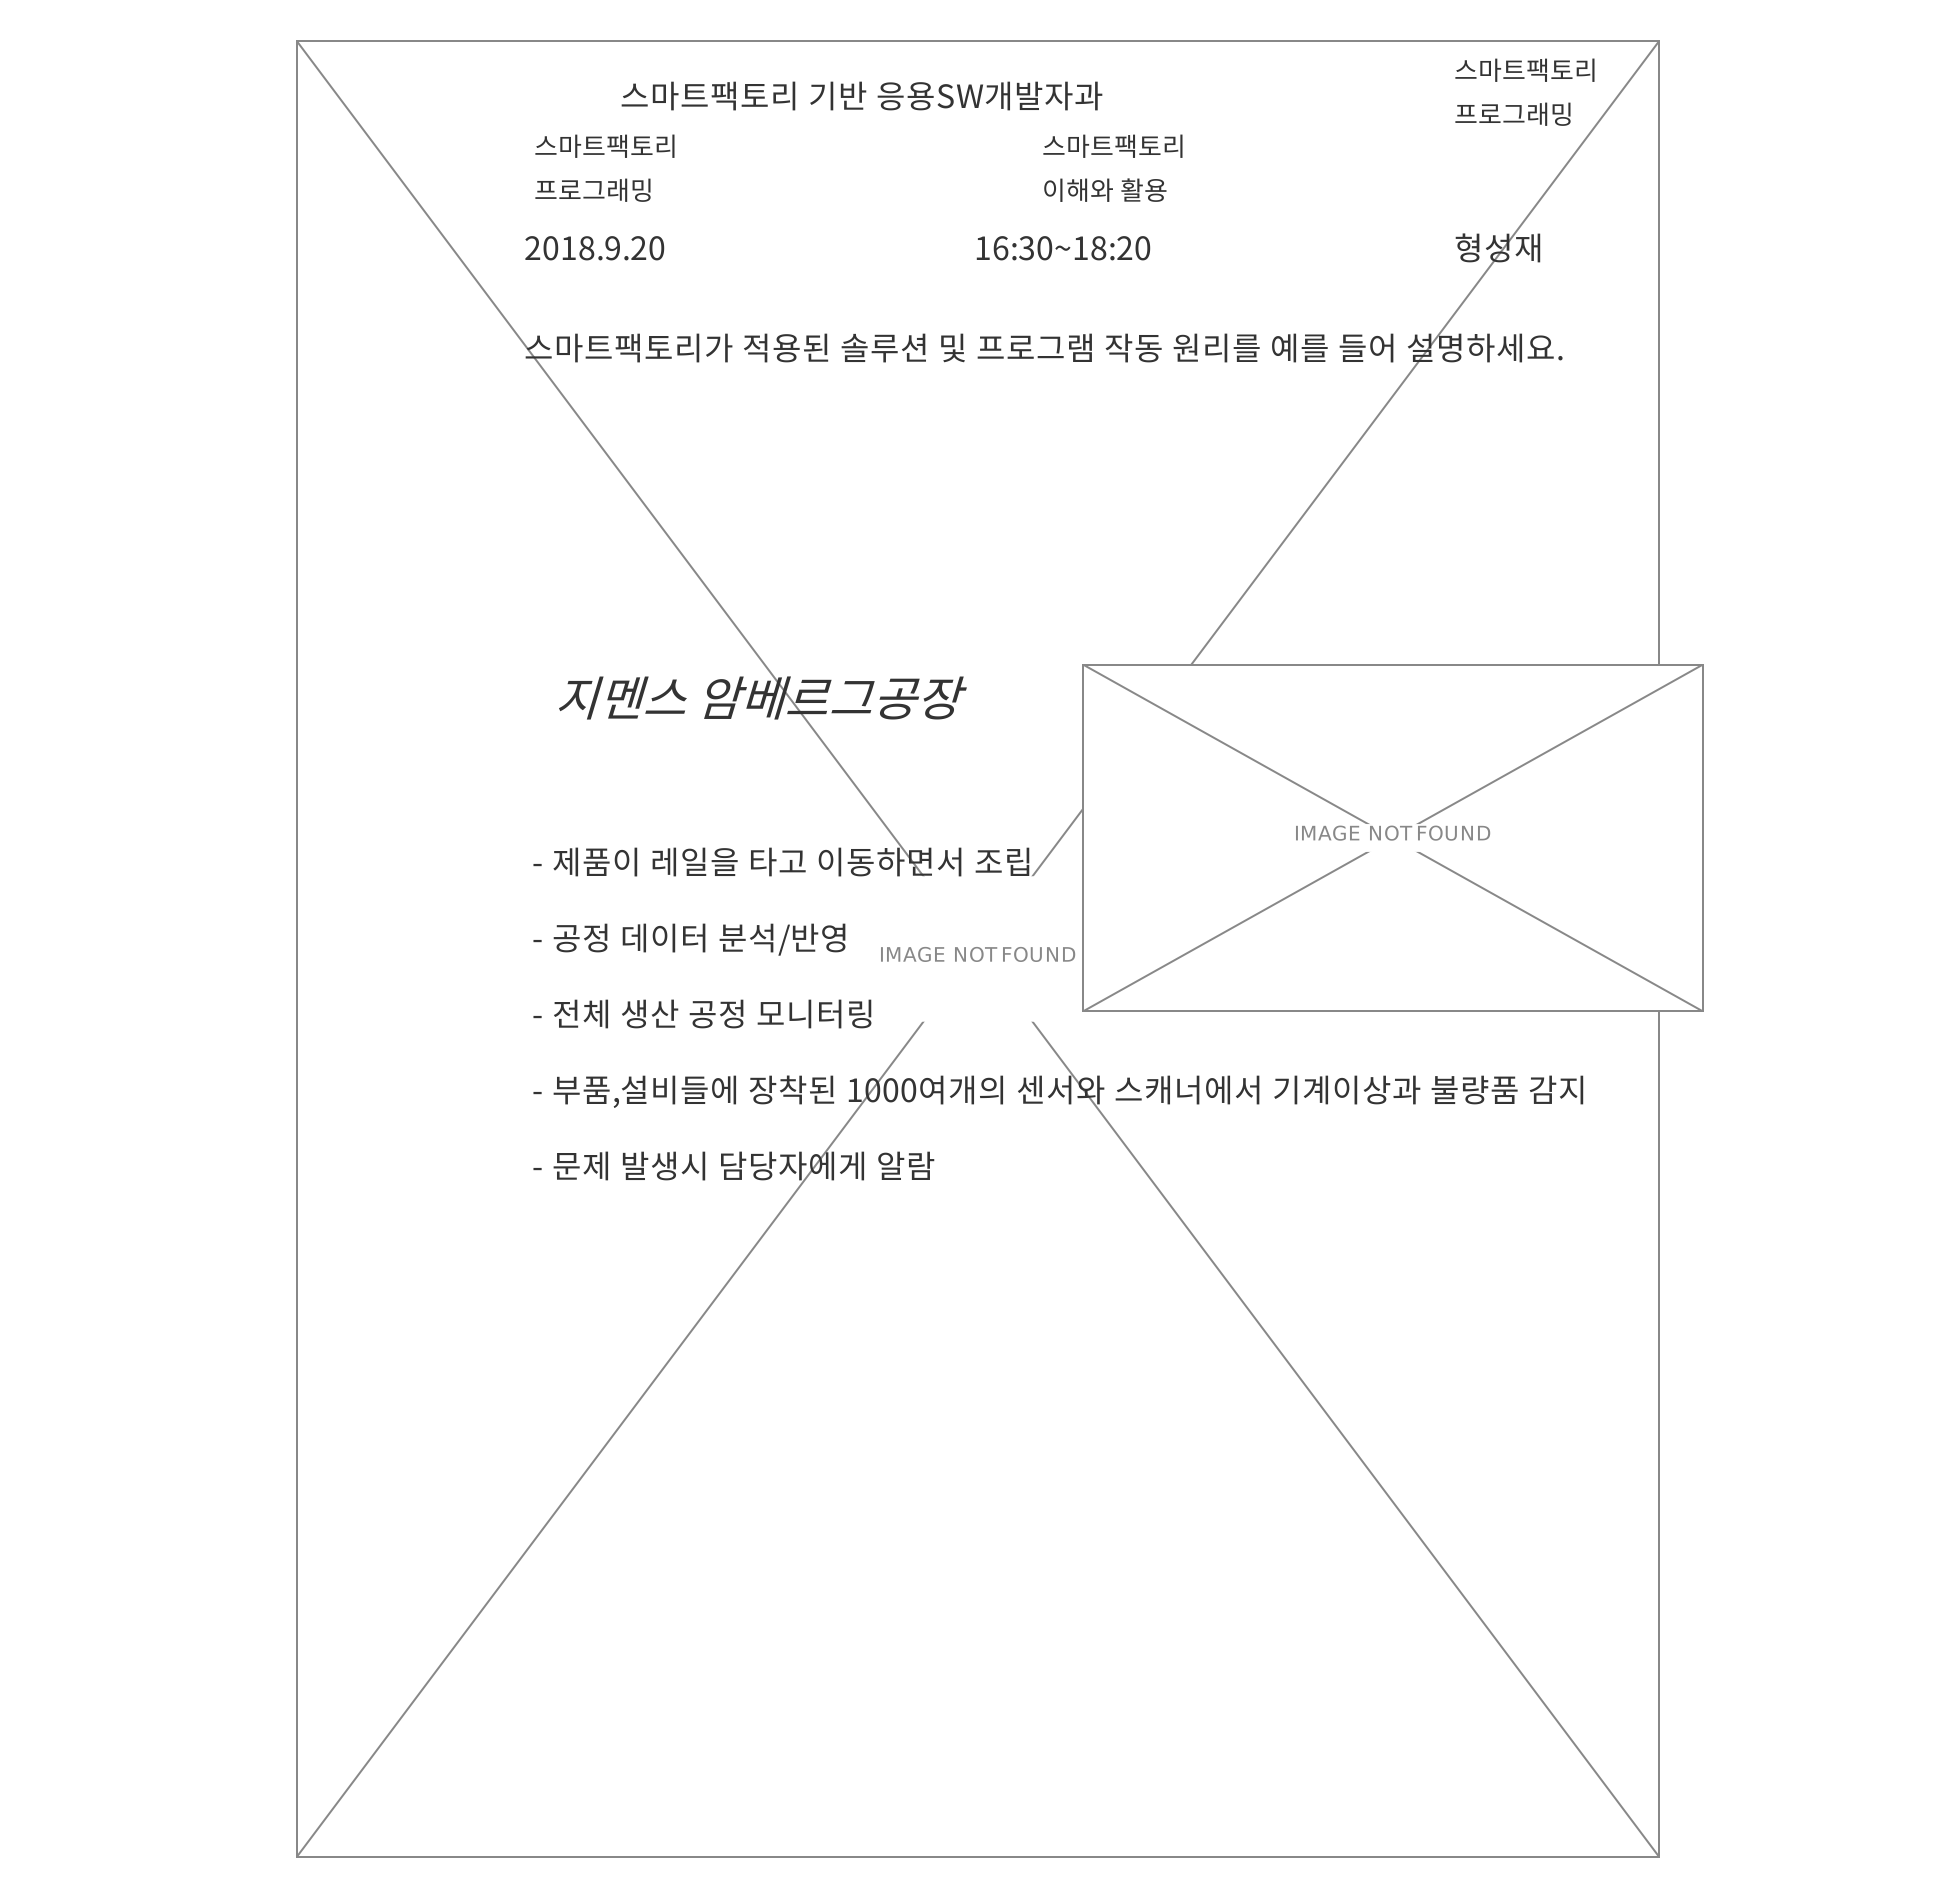 스마트팩토리 기반 응용SW개발자과
스마트팩토리
프로그래밍
스마트팩토리
프로그래밍
스마트팩토리
이해와 활용
2018.9.20
16:30~18:20
형성재
스마트팩토리가 적용된 솔루션 및 프로그램 작동 원리를 예를 들어 설명하세요.
지멘스 암베르그공장
IMAGE NOT FOUND
- 제품이 레일을 타고 이동하면서 조립
- 공정 데이터 분석/반영
IMAGE NOT FOUND
- 전체 생산 공정 모니터링
- 부품,설비들에 장착된 1000여개의 센서와 스캐너에서 기계이상과 불량품 감지
- 문제 발생시 담당자에게 알람